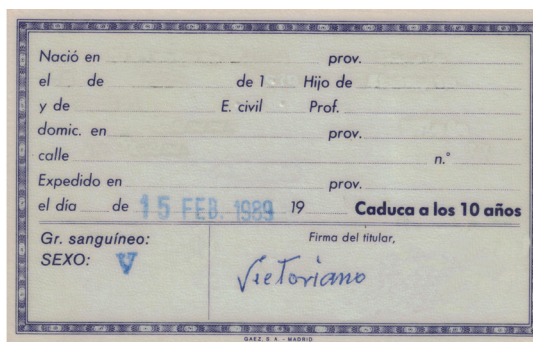 Nació en prov.
el de de 1 Hijo de
y de E. civil Prof.
domic. en prov.
calle n.°
Expedido en prov.
el día de 15 FEB. 1989 19 Caduca a los 10 años
Gr. sanguíneo: Firma del titular,
SEXO: V
Victoriano
GAEZ, S. A. - MADRID